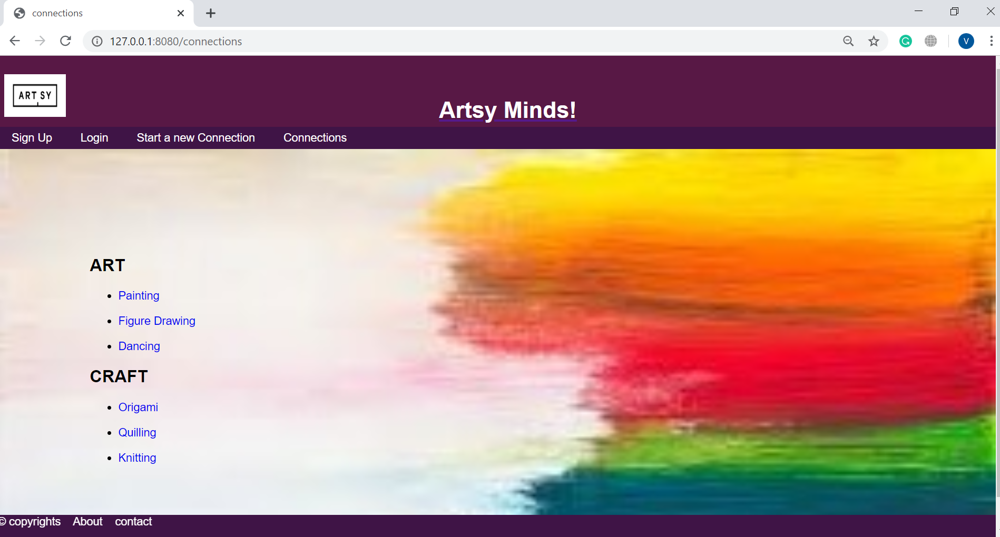 connections
127.0.0.1:8080/connections
V
ART SY
Artsy Minds!
Sign Up Login Start a new Connection Connections
ART
• Painting
• Figure Drawing
• Dancing
CRAFT
• Origami
• Quilling
• Knitting
© copyrights About contact